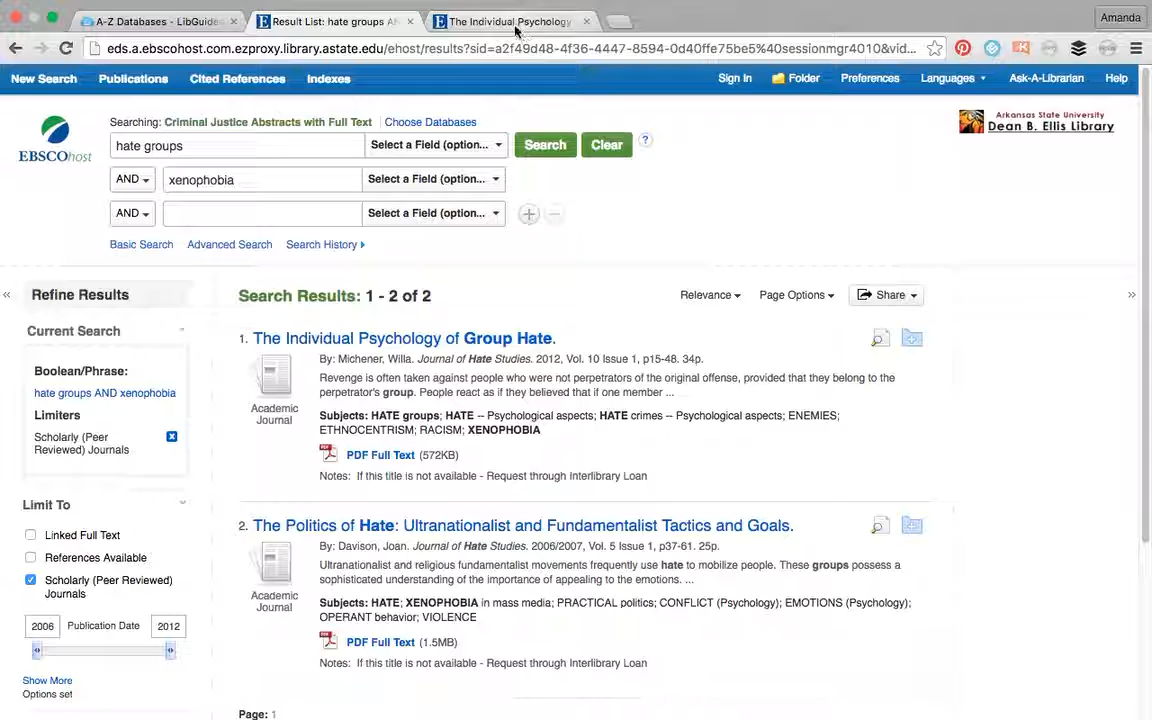 A-Z Databases - LibGuide
Result List: hate groups AN
The Individual Psychology
Amanda
eds.a.ebscohost.com.ezproxy.library.astate.edu/ehost/results?sid=a2f49d48-4f36-4447-8594-0d40ffe75be5%40sessionmgr4010&vid...
New Search
Publications
Cited References
Indexes
Sign In
Folder
Preferences
Languages
Ask-A-Librarian
Help
Searching: Criminal Justice Abstracts with Full Text
Choose Databases
EBSCOhost
hate groups
Select a Field (option...
Search
Clear
?
Arkansas State University
Dean B. Ellis Library
AND
xenophobia
Select a Field (option...
AND
Select a Field (option...
Basic Search
Advanced Search
Search History
«
Refine Results
Current Search
Boolean/Phrase:
hate groups AND xenophobia
Limiters
Scholarly (Peer
Reviewed) Journals
Limit To
Linked Full Text
References Available
Scholarly (Peer Reviewed)
Journals
2006
Publication Date
2012
Show More
Options set
Search Results: 1 - 2 of 2
Relevance
Page Options
Share
»
1. The Individual Psychology of Group Hate.
By: Michener, Willa. Journal of Hate Studies. 2012, Vol. 10 Issue 1, p15-48. 34p.
Revenge is often taken against people who were not perpetrators of the original offense, provided that they belong to the
perpetrator's group. People react as if they believed that if one member ...
Academic
Journal
Subjects: HATE groups; HATE -- Psychological aspects; HATE crimes -- Psychological aspects; ENEMIES;
ETHNOCENTRISM; RACISM; XENOPHOBIA
PDF Full Text (572KB)
Notes: If this title is not available - Request through Interlibrary Loan
2. The Politics of Hate: Ultranationalist and Fundamentalist Tactics and Goals.
By: Davison, Joan. Journal of Hate Studies. 2006/2007, Vol. 5 Issue 1, p37-61. 25p.
Ultranationalist and religious fundamentalist movements frequently use hate to mobilize people. These groups possess a
sophisticated understanding of the importance of appealing to the emotions. ...
Academic
Journal
Subjects: HATE; XENOPHOBIA in mass media; PRACTICAL politics; CONFLICT (Psychology); EMOTIONS (Psychology);
OPERANT behavior; VIOLENCE
PDF Full Text (1.5MB)
Notes: If this title is not available - Request through Interlibrary Loan
Page: 1